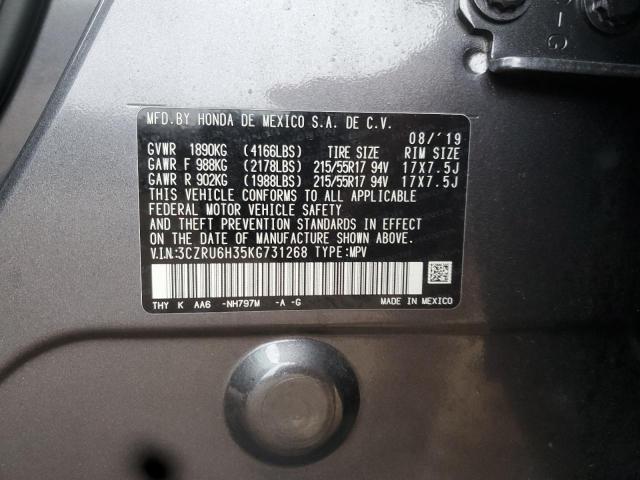 -G
MFD.BY HONDA DE MEXICO S.A. DE C.V.
08/'19
GVWR 1890KG (4166LBS) TIRE SIZE RIM SIZE
GAWR F 988KG (2178LBS) 215/55R17 94V 17X7.5J
GAWR R 902KG (1988LBS) 215/55R17 94V 17X7.5J
THIS VEHICLE CONFORMS TO ALL APPLICABLE
FEDERAL MOTOR VEHICLE SAFETY
AND THEFT PREVENTION STANDARDS IN EFFECT
ON THE DATE OF MANUFACTURE SHOWN ABOVE.
V.I.N.:3CZRU6H35KG731268 TYPE:MPV
THY K AA6 -NH797M -A -G
MADE IN MEXICO